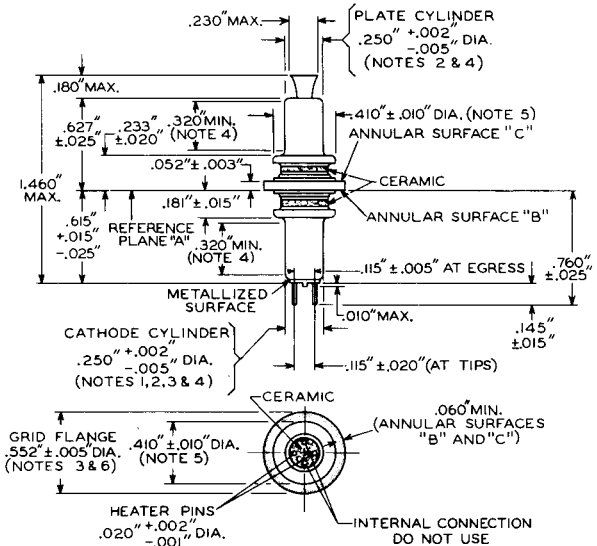 .230" MAX.
PLATE CYLINDER
.250" +.002"
-.005" DIA.
(NOTES 2 & 4)
.180" MAX.
.627"
±.025"
.233"
±.020"
.320" MIN.
(NOTE 4)
.410"±.010" DIA. (NOTE 5)
ANNULAR SURFACE "C"
.052"±.003"
CERAMIC
1.460"
MAX.
.181"±.015"
ANNULAR SURFACE "B"
.615"
+.015"
-.025"
REFERENCE
PLANE "A"
.320" MIN.
(NOTE 4)
.115"±.005" AT EGRESS
.760"
±.025"
METALLIZED
SURFACE
.010" MAX.
.145"
±.015"
CATHODE CYLINDER
.250" +.002"
-.005" DIA.
(NOTES 1,2,3 & 4)
.115"±.020" (AT TIPS)
CERAMIC
.060" MIN.
(ANNULAR SURFACES
"B" AND "C")
GRID FLANGE
.552"±.005" DIA.
(NOTES 3 & 6)
.410"±.010" DIA.
(NOTE 5)
HEATER PINS
.020" +.002"
-.001" DIA.
INTERNAL CONNECTION
DO NOT USE